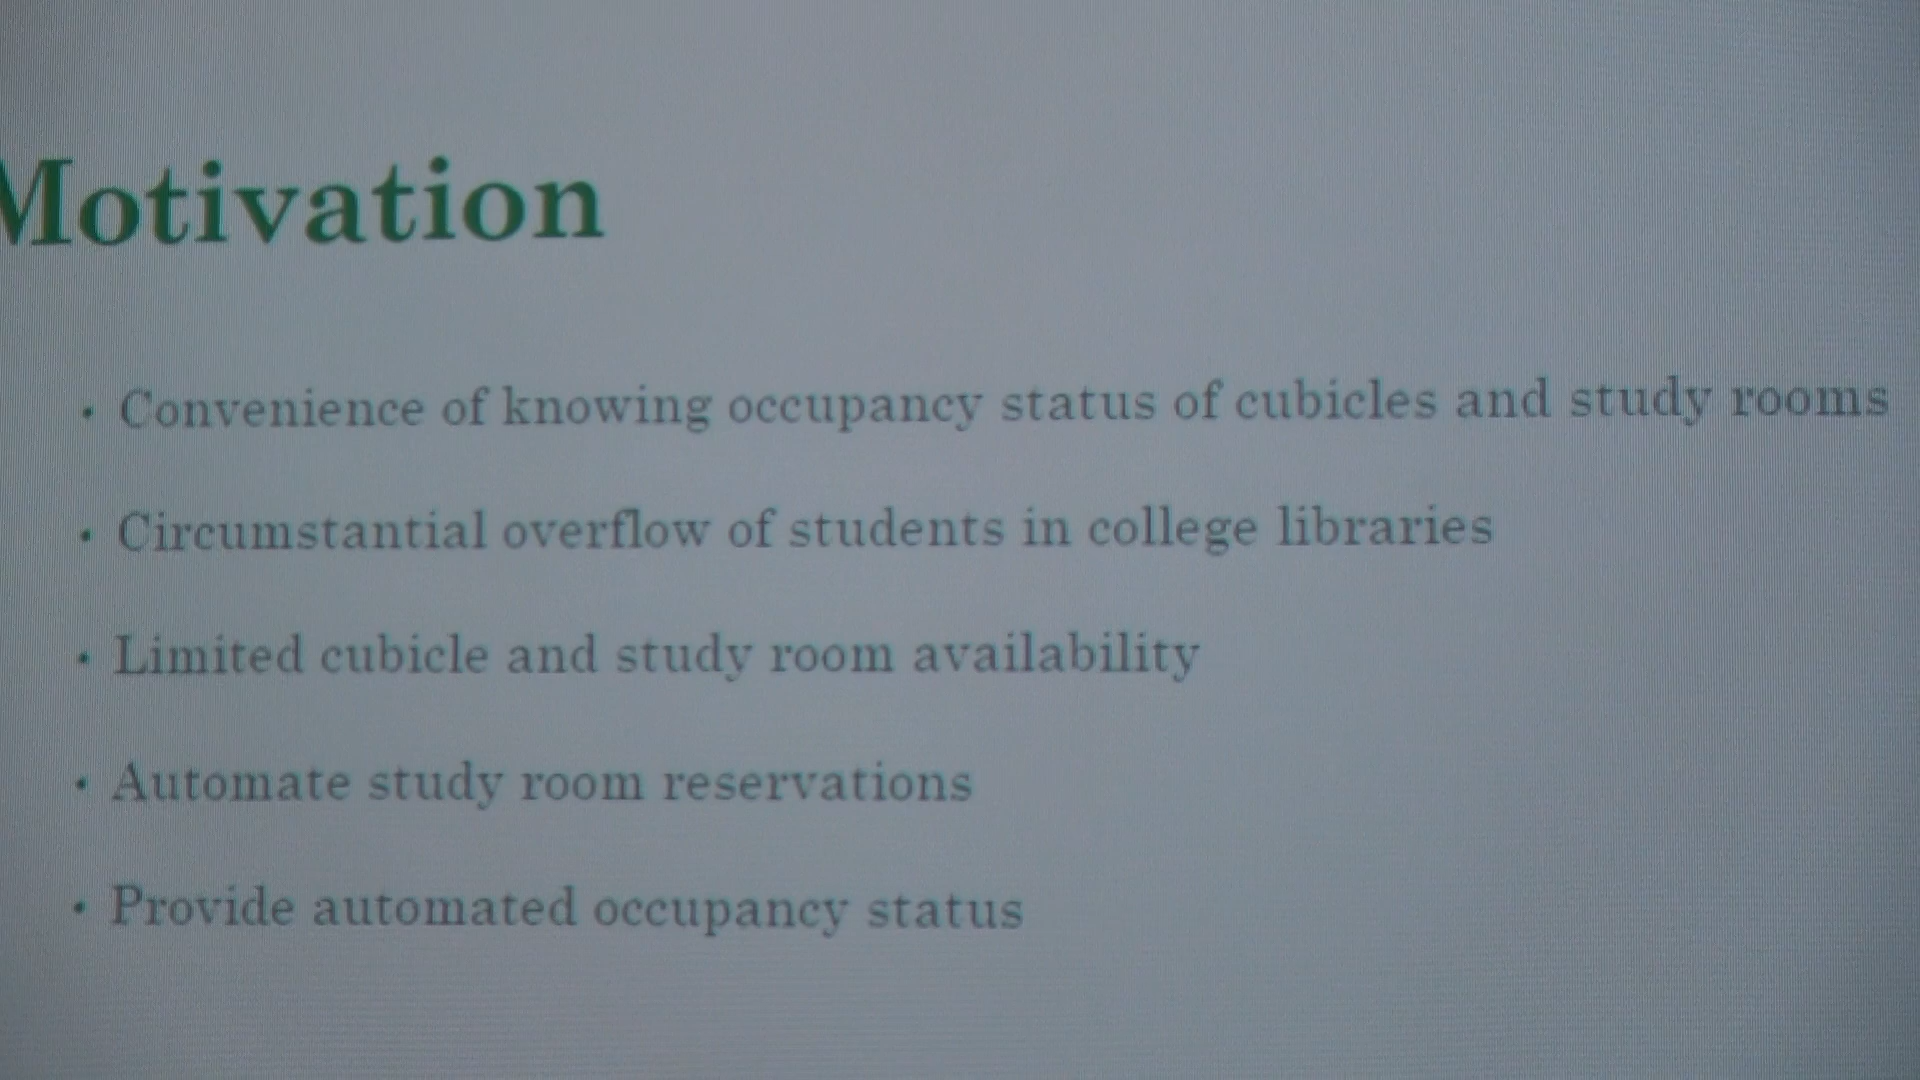 Motivation
• Convenience of knowing occupancy status of cubicles and study rooms
• Circumstantial overflow of students in college libraries
• Limited cubicle and study room availability
• Automate study room reservations
• Provide automated occupancy status